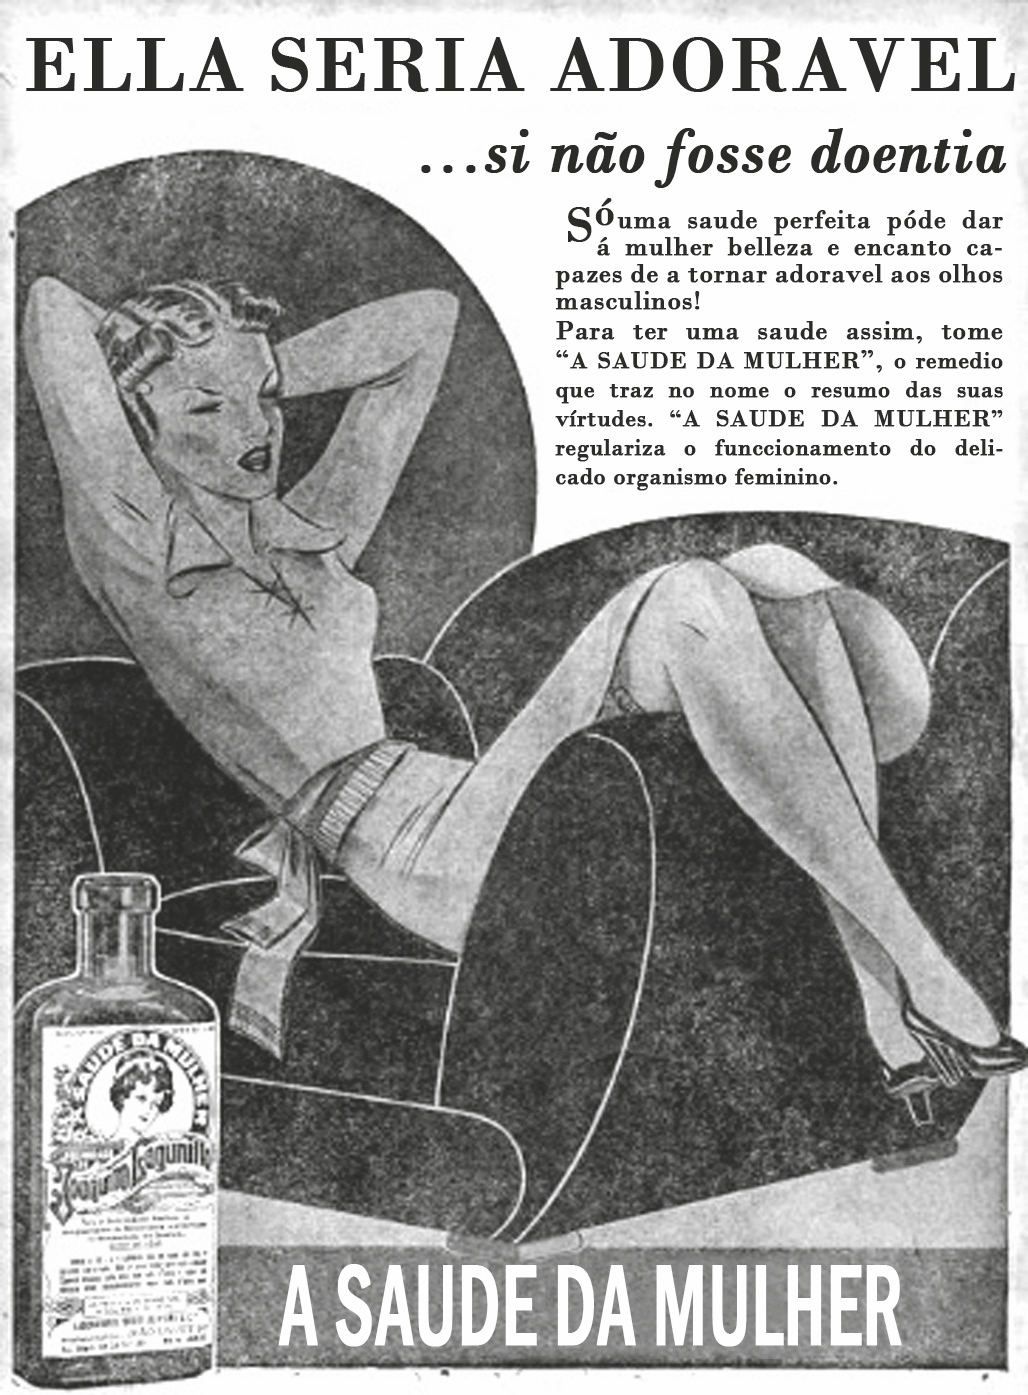 ELLA SERIA ADORAVEL
...si não fosse doentia
Só uma saude perfeita póde dar
á mulher belleza e encanto ca-
pazes de a tornar adoravel aos olhos
masculinos!
Para ter uma saude assim, tome
“A SAUDE DA MULHER”, o remedio
que traz no nome o resumo das suas
vírtudes. “A SAUDE DA MULHER”
regulariza o funccionamento do deli-
cado organismo feminino.
A SAUDE DA MULHER
A SAUDE DA MULHER